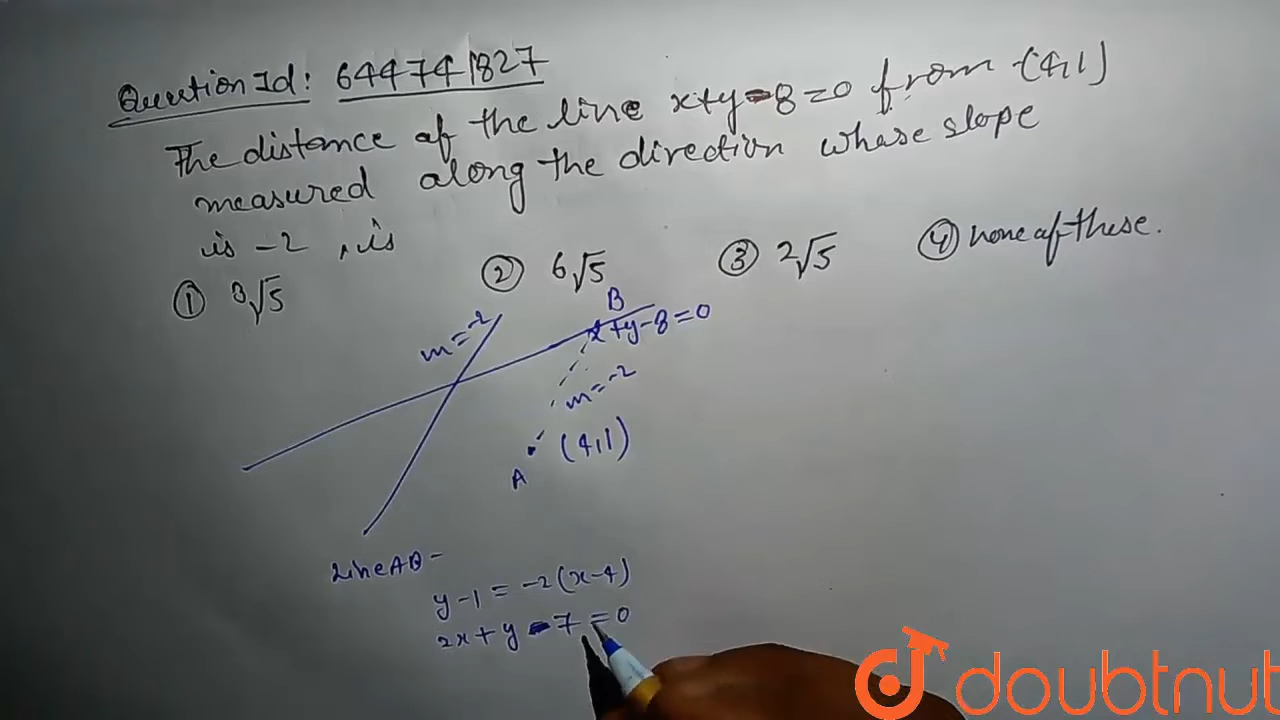 Question Id: 644741827
The distance af the line x+y-8=0 from (4,1)
measured along the direction whose slope
is -2 , is
① 3√5 ② 6√5 ③ 2√5 ④ none af these.
m=-2
B
x+y-8=0
m=-2
(4,1)
A
Line AB -
y-1 = -2(x-4)
2x+y-7=0
doubtnut